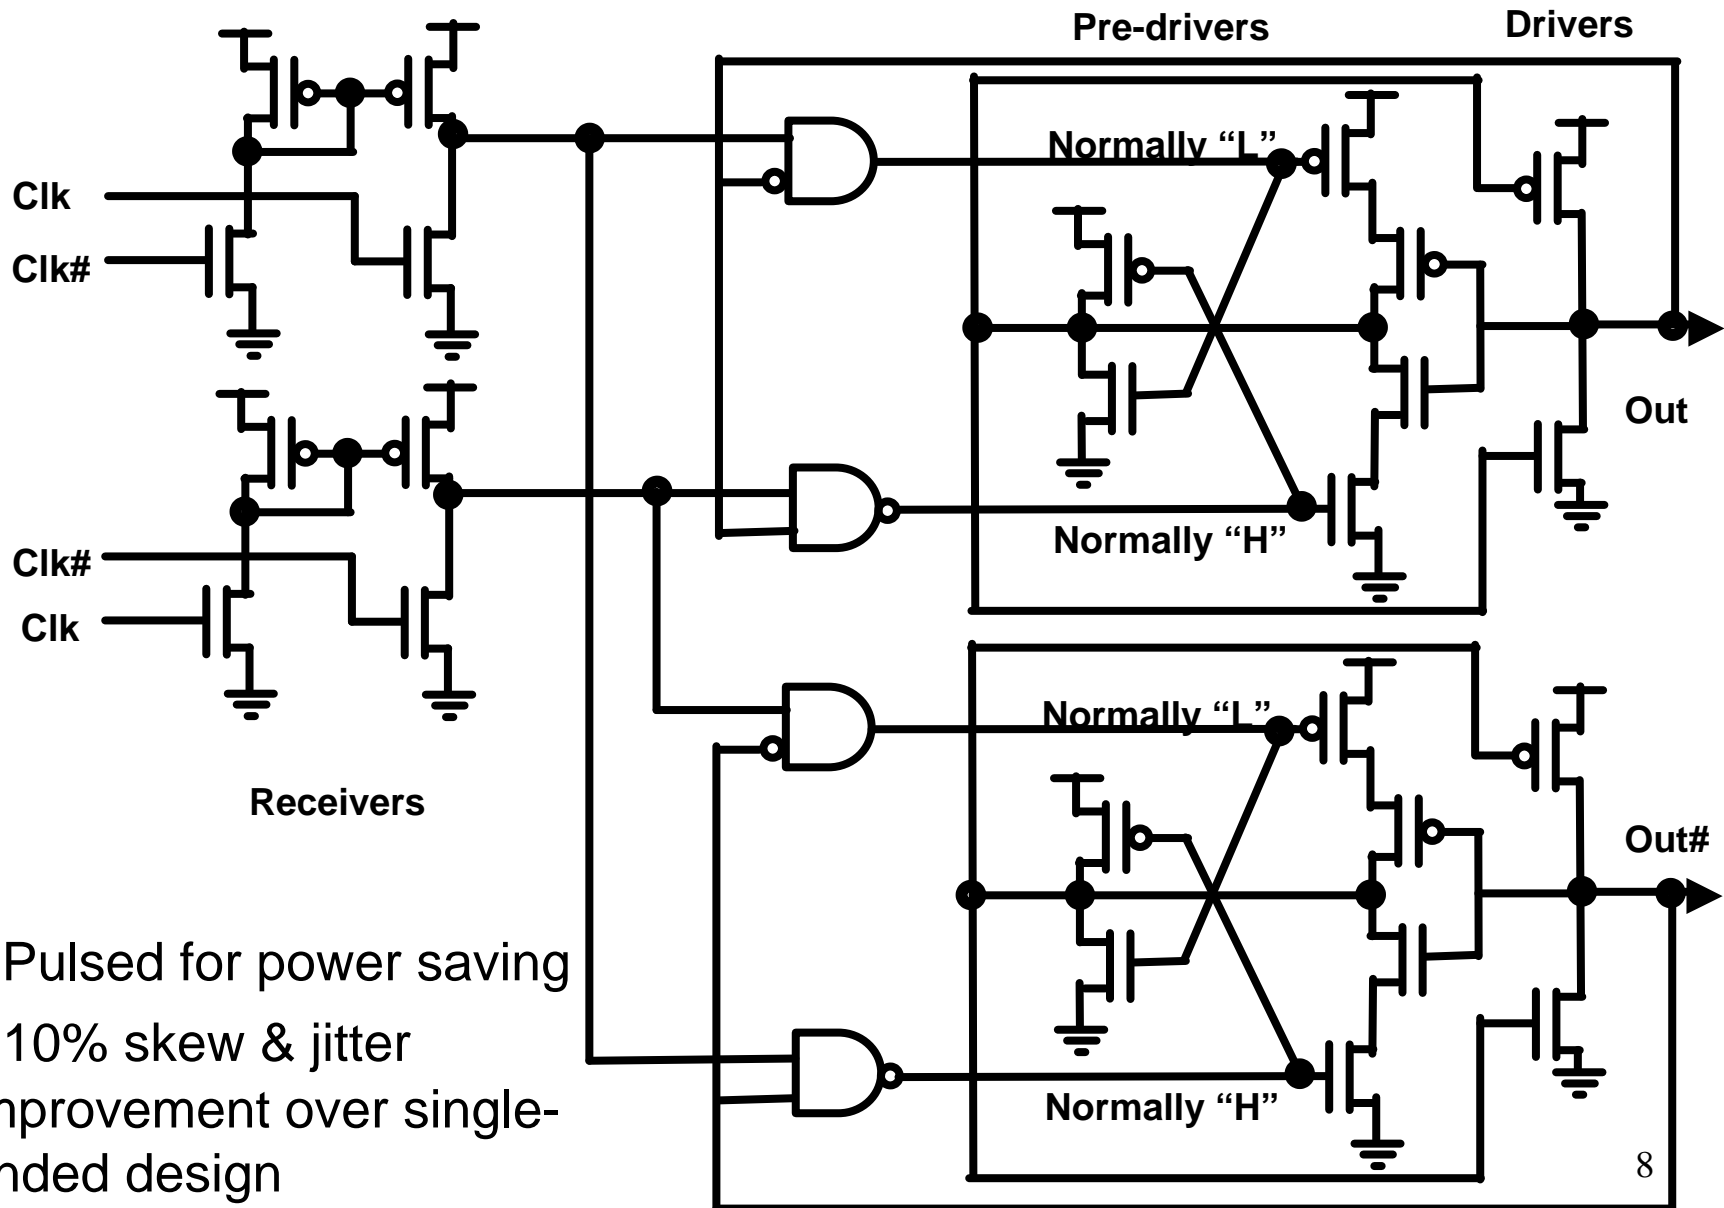 Pre-drivers
Drivers
Normally “L”
Clk
Clk#
Out
Normally “H”
Clk#
Clk
Normally “L”
Receivers
Out#
Pulsed for power saving
10% skew & jitter
mprovement over single-
nded design
Normally “H”
8